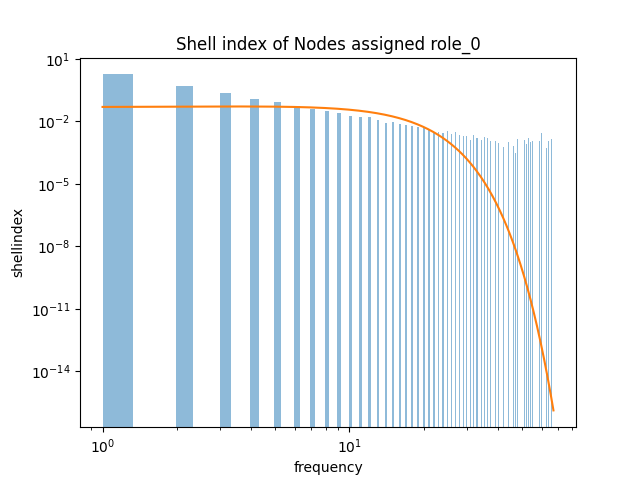 Shell index of Nodes assigned role_0
10¹
10⁻²
10⁻⁵
10⁻⁸
10⁻¹¹
10⁻¹⁴
shellindex
10⁰ 10¹
frequency